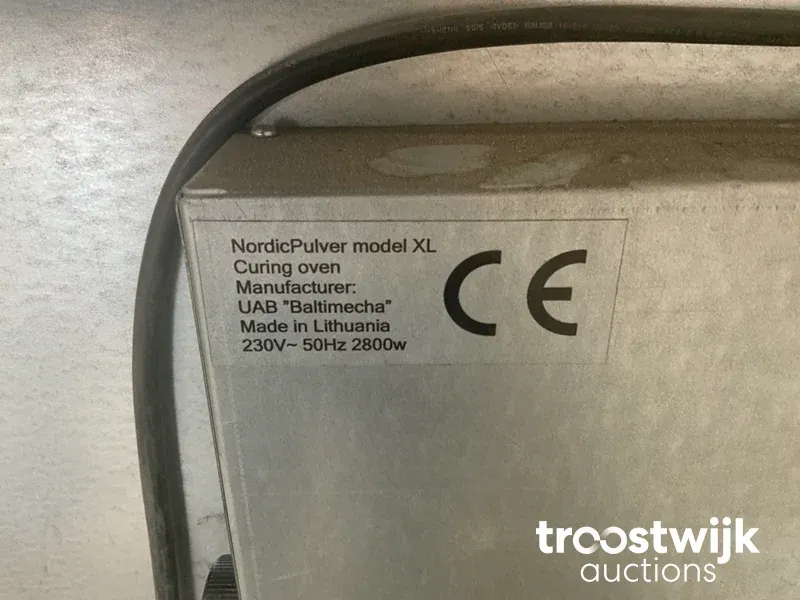 NordicPulver model XL
Curing oven
Manufacturer:
UAB "Baltimecha"
Made in Lithuania
230V~ 50Hz 2800w
CE
troostwijk
auctions